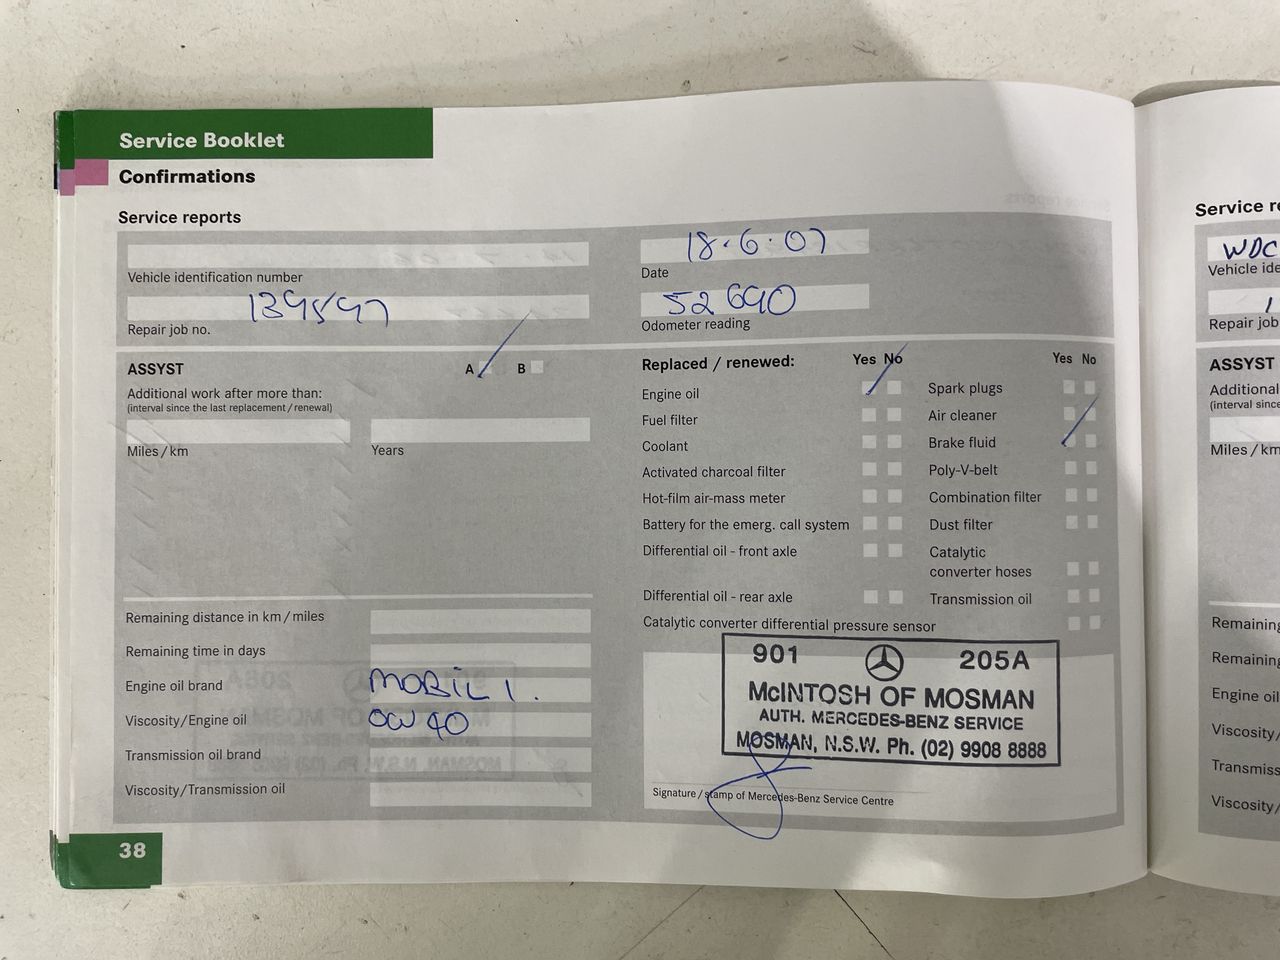 Service Booklet
Confirmations
Service reports
Vehicle identification number
18.6.07
Date
139597
Repair job no.
52690
Odometer reading
ASSYST
A B
Additional work after more than:
(interval since the last replacement / renewal)
Miles / km
Years
Replaced / renewed: Yes No Yes No
Engine oil
Spark plugs
Fuel filter
Air cleaner
Coolant
Brake fluid
Activated charcoal filter
Poly-V-belt
Hot-film air-mass meter
Combination filter
Battery for the emerg. call system
Dust filter
Differential oil - front axle
Catalytic
converter hoses
Differential oil - rear axle
Transmission oil
Catalytic converter differential pressure sensor
Remaining distance in km / miles
Remaining time in days
Engine oil brand MOBIL 1.
Viscosity/Engine oil 0W40
Transmission oil brand
Viscosity/Transmission oil
901 205A
McINTOSH OF MOSMAN
AUTH. MERCEDES-BENZ SERVICE
MOSMAN, N.S.W. Ph. (02) 9908 8888
Signature / stamp of Mercedes-Benz Service Centre
38
Service re
WDC
Vehicle ide
1
Repair job
ASSYST
Additional
(interval since
Miles / km
Remaining
Remaining
Engine oil
Viscosity/
Transmiss
Viscosity/